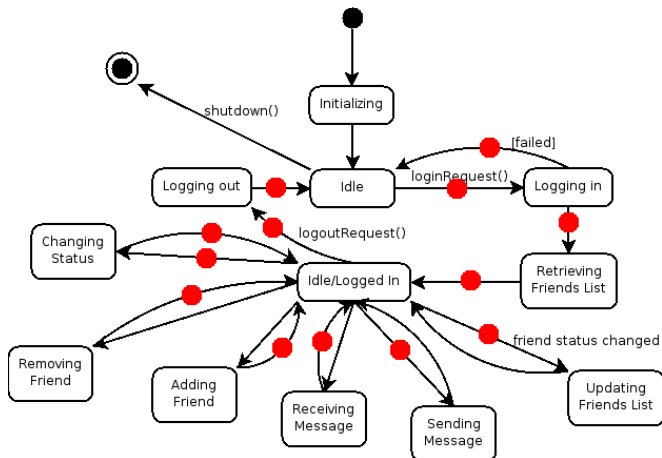 shutdown()
Initializing
[failed]
Logging out
Idle
loginRequest()
Logging in
logoutRequest()
Changing
Status
Idle/Logged In
Retrieving
Friends List
Removing
Friend
Adding
Friend
Receiving
Message
Sending
Message
friend status changed
Updating
Friends List